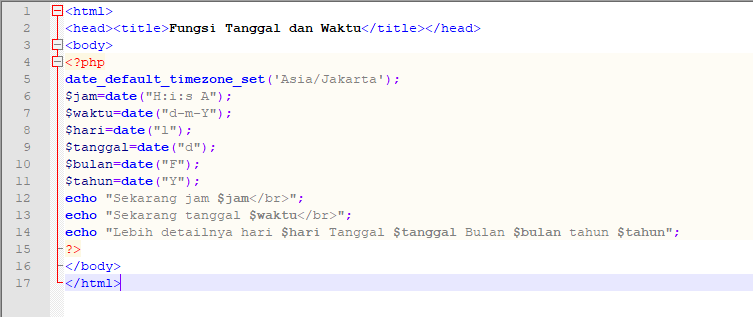 1 <html>
2 <head><title>Fungsi Tanggal dan Waktu</title></head>
3 <body>
4 <?php
5 date_default_timezone_set('Asia/Jakarta');
6 $jam=date("H:i:s A");
7 $waktu=date("d-m-Y");
8 $hari=date("l");
9 $tanggal=date("d");
10 $bulan=date("F");
11 $tahun=date("Y");
12 echo "Sekarang jam $jam</br>";
13 echo "Sekarang tanggal $waktu</br>";
14 echo "Lebih detailnya hari $hari Tanggal $tanggal Bulan $bulan tahun $tahun";
15 ?>
16 </body>
17 </html>